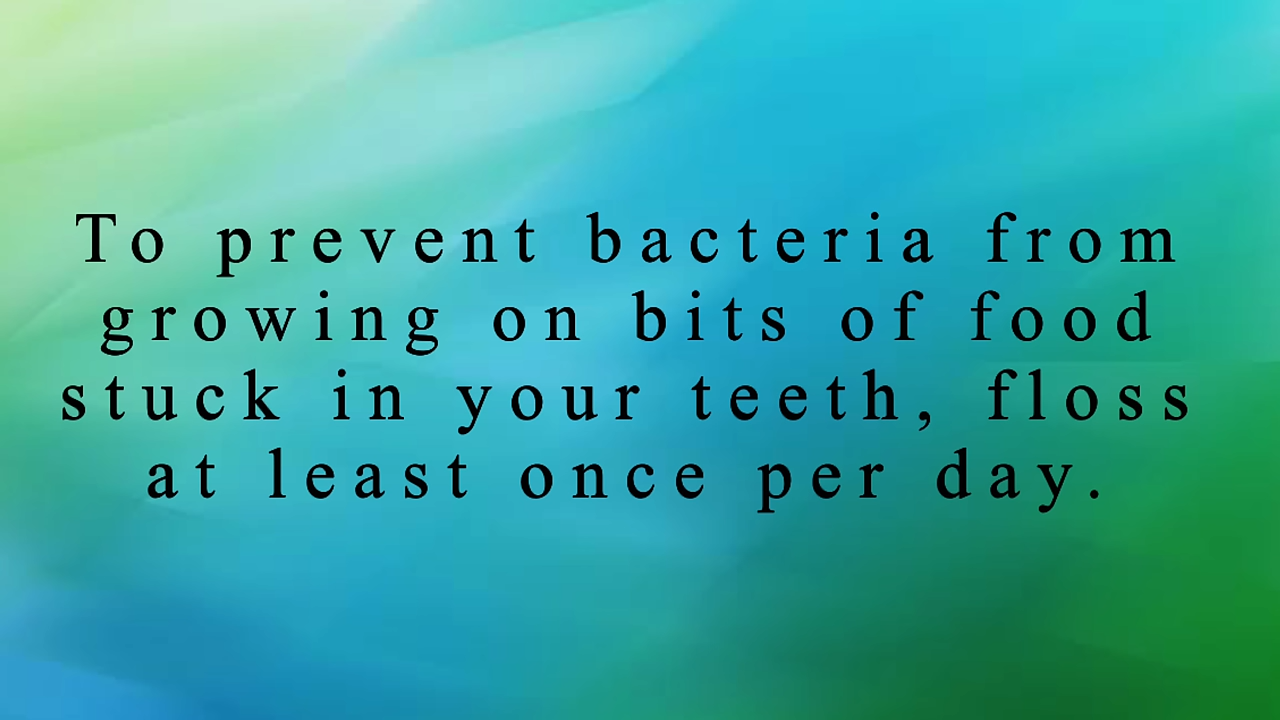 To prevent bacteria from
growing on bits of food
stuck in your teeth, floss
at least once per day.